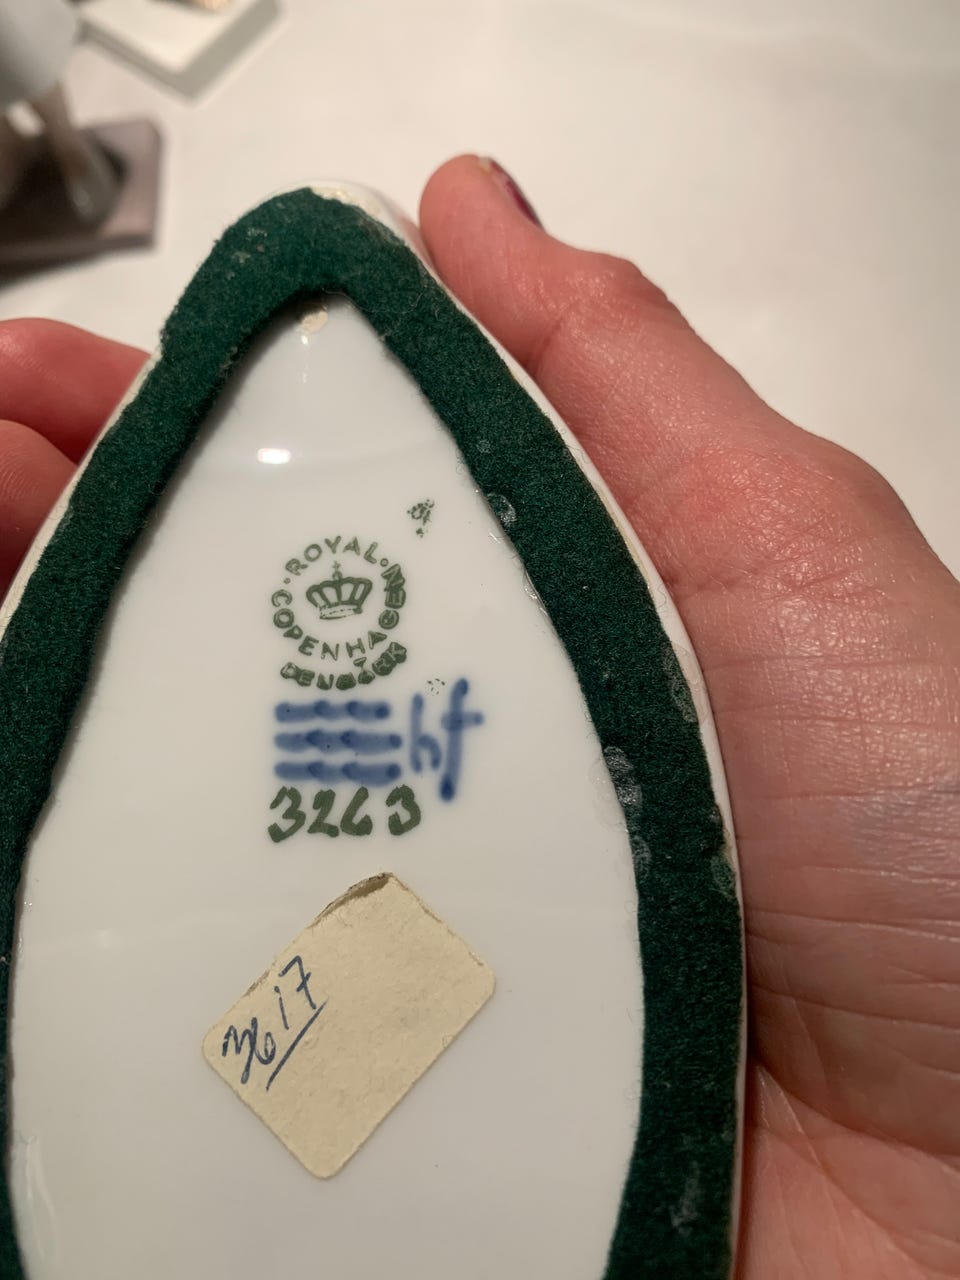 ROYAL
COPENHAGEN
DENMARK
hf
3263
3617